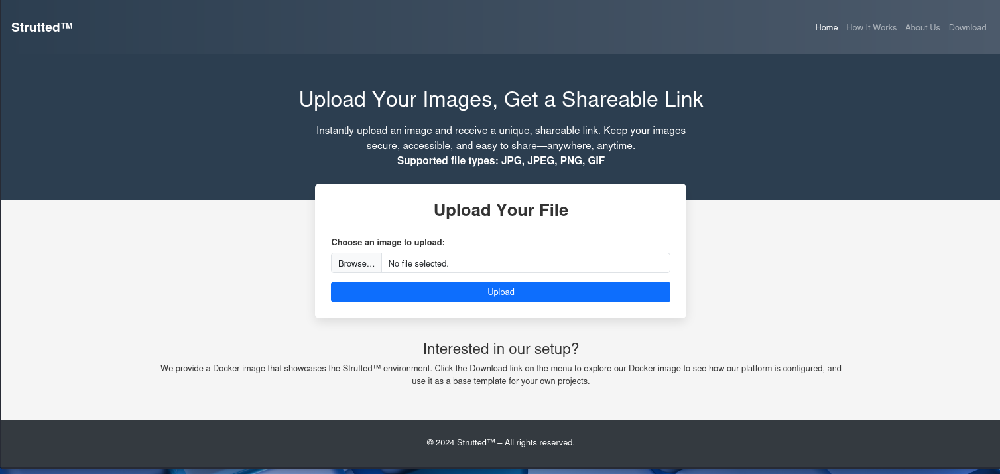 Strutted™
Home How It Works About Us Download
Upload Your Images, Get a Shareable Link
Instantly upload an image and receive a unique, shareable link. Keep your images
secure, accessible, and easy to share—anywhere, anytime.
Supported file types: JPG, JPEG, PNG, GIF
Upload Your File
Choose an image to upload:
Browse… No file selected.
Upload
Interested in our setup?
We provide a Docker image that showcases the Strutted™ environment. Click the Download link on the menu to explore our Docker image to see how our platform is configured, and
use it as a base template for your own projects.
© 2024 Strutted™ – All rights reserved.